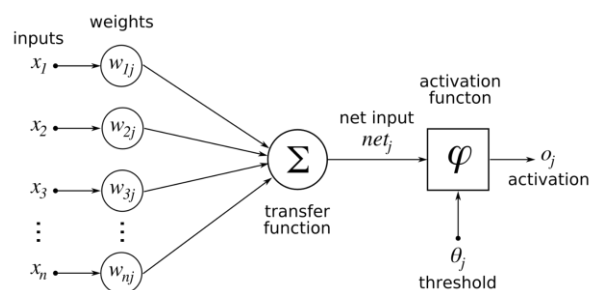 inputs
weights
x₁
w₁ⱼ
x₂
w₂ⱼ
x₃
w₃ⱼ
⋮
⋮
xₙ
wₙⱼ
Σ
transfer
function
net input
netⱼ
activation
functon
φ
oⱼ
activation
θⱼ
threshold